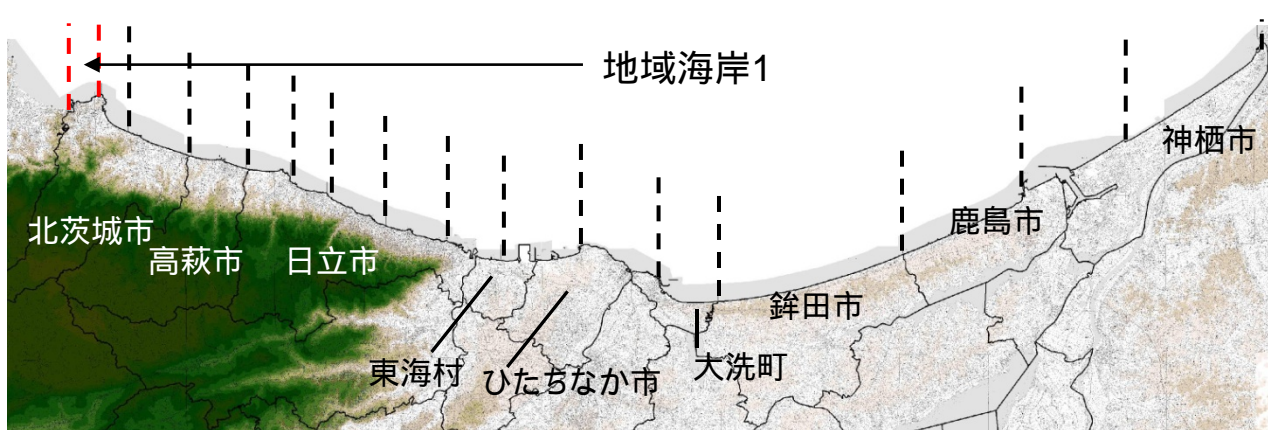 地域海岸1
神栖市
鹿島市
北茨城市
高萩市
日立市
鉾田市
東海村
ひたちなか市
大洗町